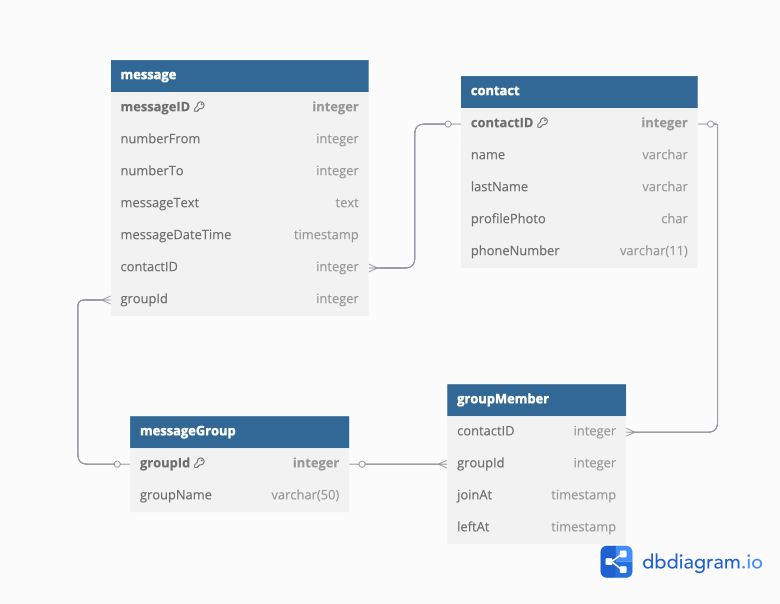 message
messageID integer
numberFrom integer
numberTo integer
messageText text
messageDateTime timestamp
contactID integer
groupId integer
contact
contactID integer
name varchar
lastName varchar
profilePhoto char
phoneNumber varchar(11)
messageGroup
groupId integer
groupName varchar(50)
groupMember
contactID integer
groupId integer
joinAt timestamp
leftAt timestamp
dbdiagram.io